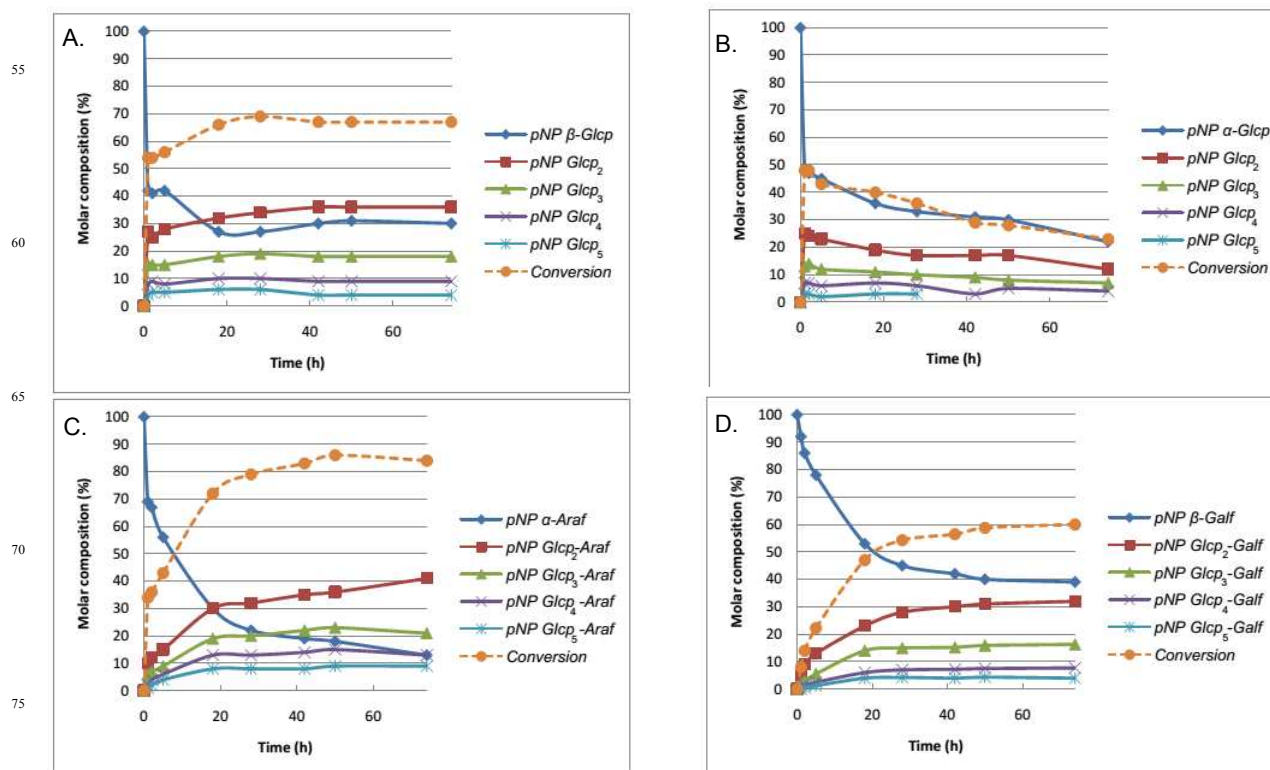 A.
Molar composition (%)
100
90
80
70
60
50
40
30
20
10
0
0 20 40 60
Time (h)
pNP β-Glcp
pNP Glcp2
pNP Glcp3
pNP Glcp4
pNP Glcp5
Conversion
B.
Molar composition (%)
100
90
80
70
60
50
40
30
20
10
0
0 20 40 60
Time (h)
pNP α-Glcp
pNP Glcp2
pNP Glcp3
pNP Glcp4
pNP Glcp5
Conversion
C.
Molar composition (%)
100
90
80
70
60
50
40
30
20
10
0
0 20 40 60
Time (h)
pNP α-Araf
pNP Glcp2-Araf
pNP Glcp3-Araf
pNP Glcp4-Araf
pNP Glcp5-Araf
Conversion
D.
Molar composition (%)
100
90
80
70
60
50
40
30
20
10
0
0 20 40 60
Time (h)
pNP β-Galf
pNP Glcp2-Galf
pNP Glcp3-Galf
pNP Glcp4-Galf
pNP Glcp5-Galf
Conversion
55
60
65
70
75